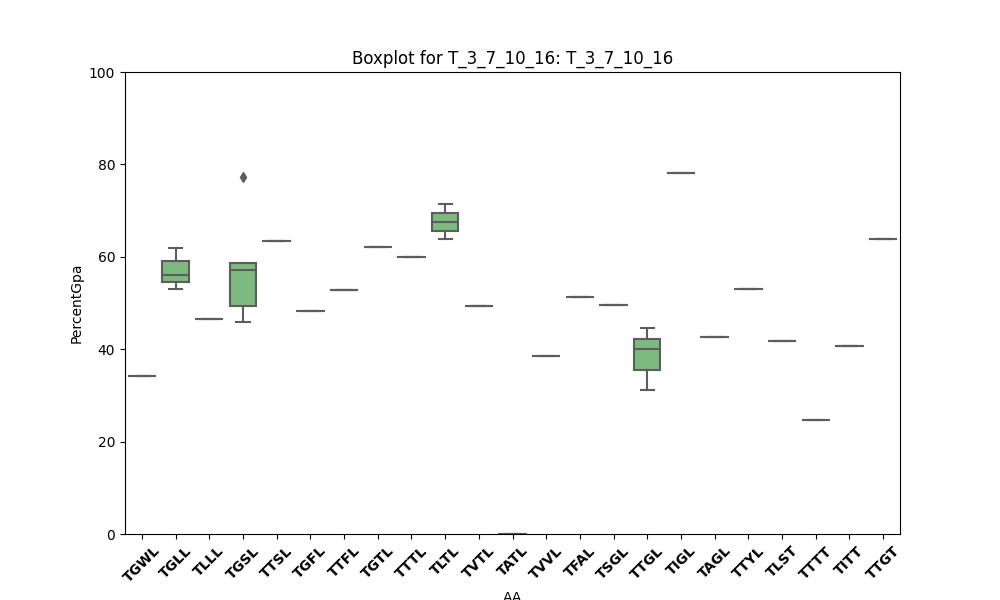 Boxplot for T_3_7_10_16: T_3_7_10_16
100
80
60
40
20
0
PercentGpa
TGWL
TGLL
TLLL
TGSL
TTSL
TGFL
TTFL
TGTL
TTTL
TLTL
TVTL
TATL
TVVL
TFAL
TSGL
TTGL
TIGL
TAGL
TTYL
TLST
TTTT
TITT
TTGT
AA